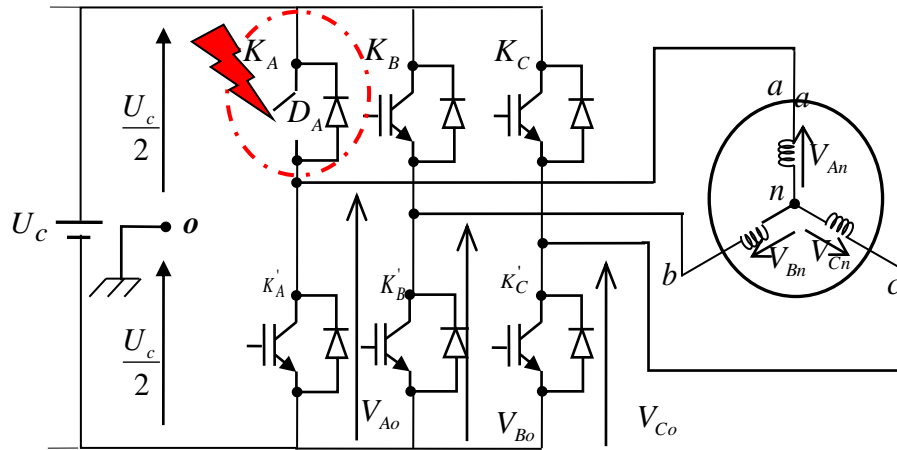 K_A
K_B
K_C
D_A
U_c/2
U_c
o
a
a
V_An
n
V_Bn
V_Cn
b
c
K'_A
K'_B
K'_C
U_c/2
V_Ao
V_Bo
V_Co